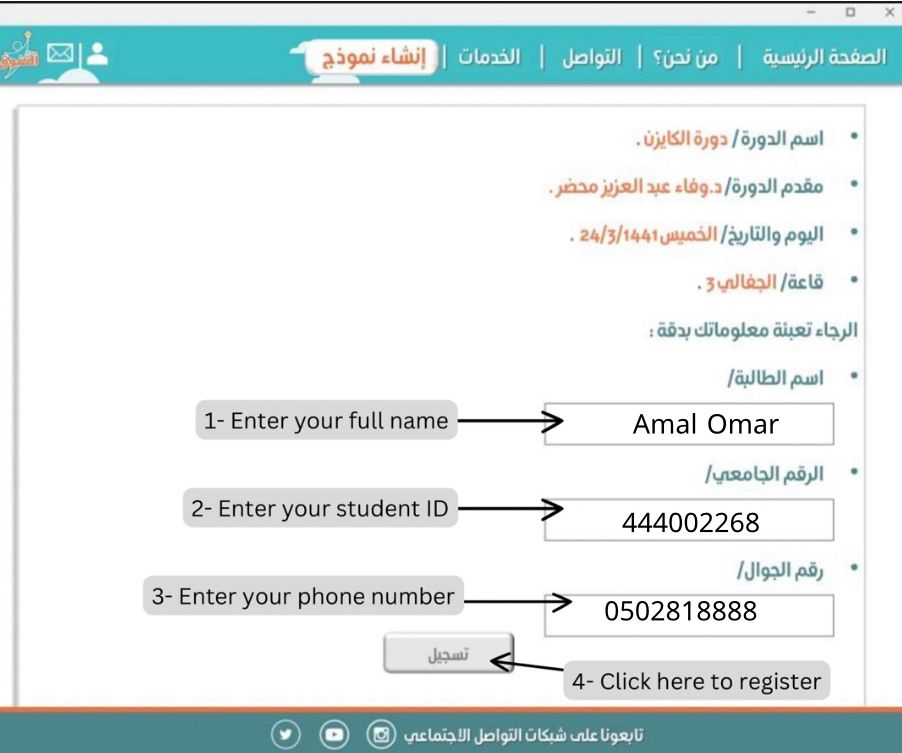 الصفحة الرئيسية | من نحن؟ | التواصل | الخدمات | إنشاء نموذج
التسوق
• اسم الدورة/ دورة الكايزن .
• مقدم الدورة/ د.وفاء عبد العزيز محضر .
• اليوم والتاريخ/ الخميس 24/3/1441 .
• قاعة/ الجفالي 3 .
الرجاء تعبئة معلوماتك بدقة :
• اسم الطالبة/
1- Enter your full name
Amal Omar
• الرقم الجامعي/
2- Enter your student ID
444002268
• رقم الجوال/
3- Enter your phone number
0502818888
تسجيل
4- Click here to register
تابعونا على شبكات التواصل الاجتماعي